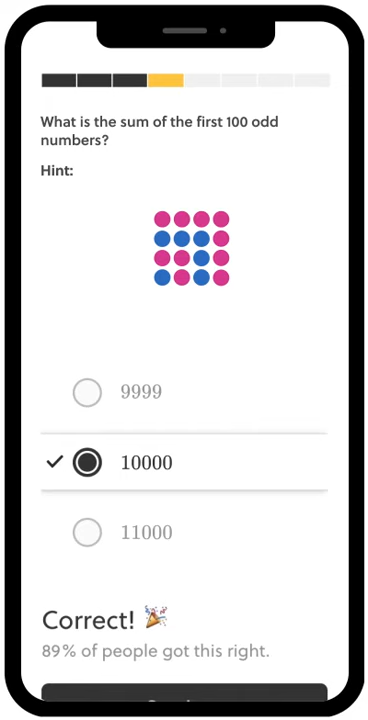 What is the sum of the first 100 odd
numbers?
Hint:
9999
10000
11000
Correct! 🎉
89% of people got this right.